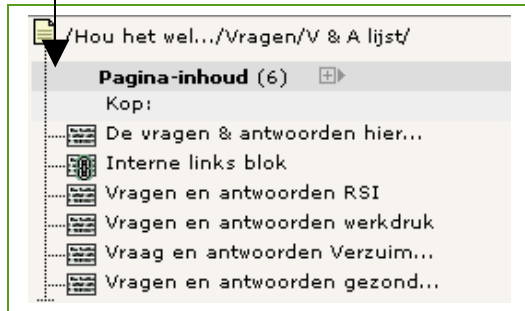 /Hou het wel.../Vragen/V & A lijst/
Pagina-inhoud (6)
Kop:
De vragen & antwoorden hier...
Interne links blok
Vragen en antwoorden RSI
Vragen en antwoorden werkdruk
Vraag en antwoorden Verzuim...
Vragen en antwoorden gezond...